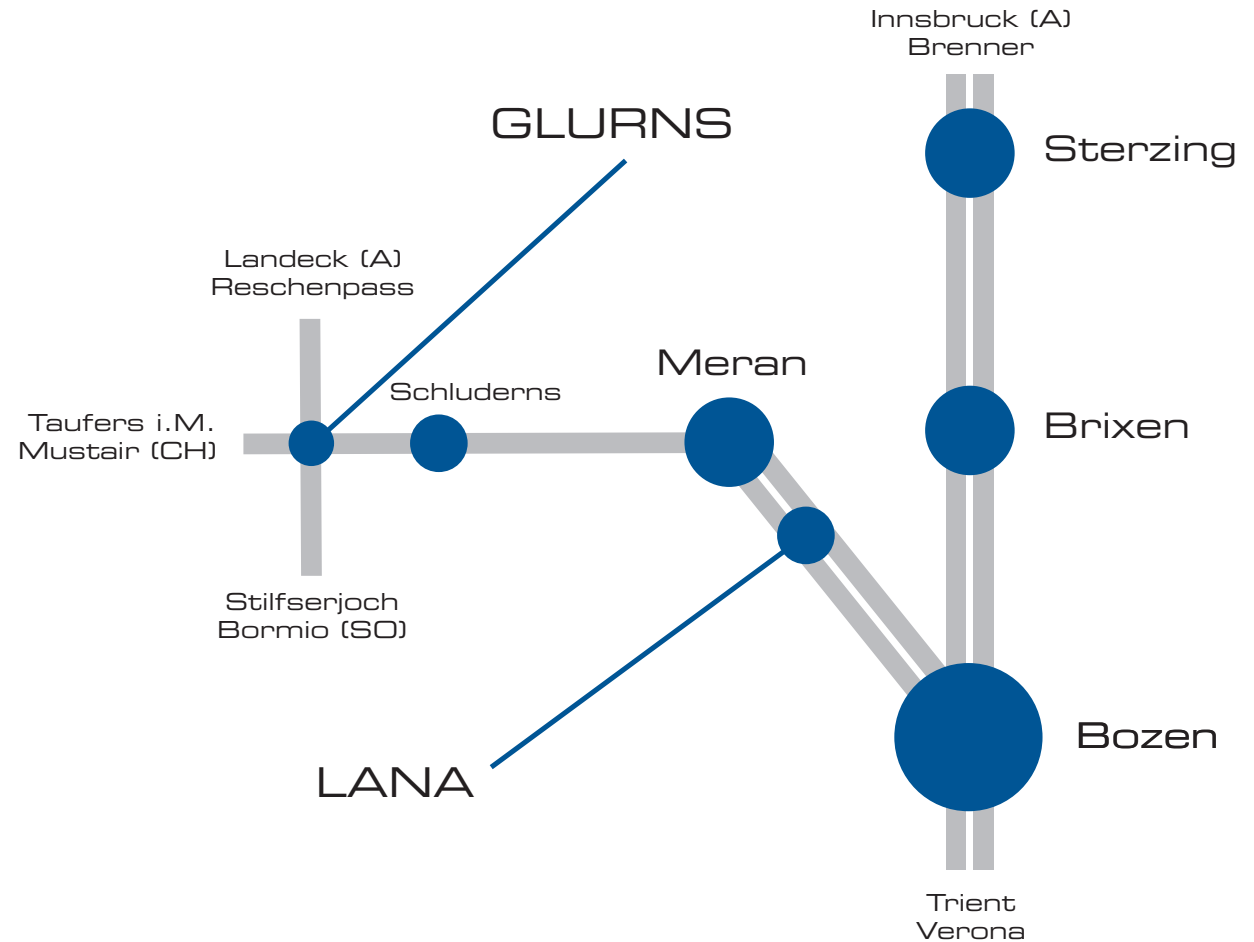 Innsbruck (A)
Brenner
GLURNS
Sterzing
Landeck (A)
Reschenpass
Meran
Schluderns
Taufers i.M.
Mustair (CH)
Brixen
Stilfserjoch
Bormio (SO)
Bozen
LANA
Trient
Verona